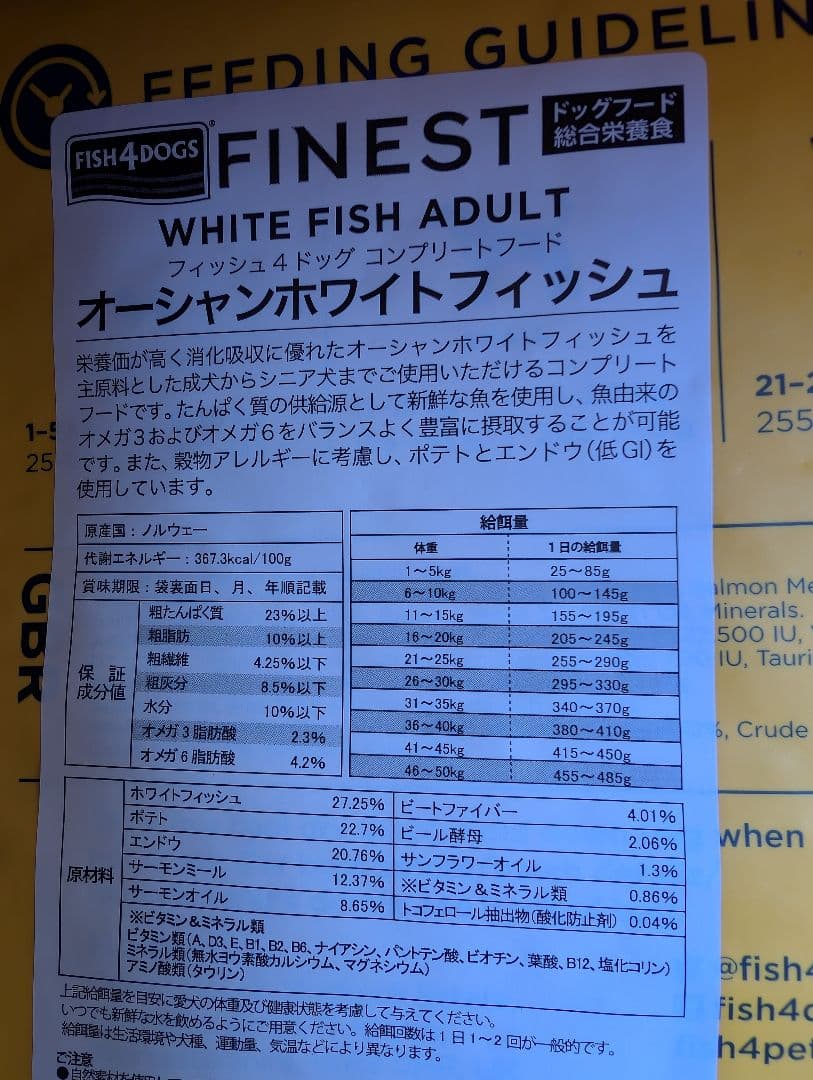 FEEDING GUIDELIN
FISH4DOGS® FINEST
ドッグフード
総合栄養食
WHITE FISH ADULT
フィッシュ4ドッグ コンプリートフード
オーシャンホワイトフィッシュ
栄養価が高く消化吸収に優れたオーシャンホワイトフィッシュを
主原料とした成犬からシニア犬までご使用いただけるコンプリート
フードです。たんぱく質の供給源として新鮮な魚を使用し、魚由来の
オメガ3およびオメガ6をバランスよく豊富に摂取することが可能
です。また、穀物アレルギーに考慮し、ポテトとエンドウ(低GI)を
使用しています。
原産国:ノルウェー
代謝エネルギー:367.3kcal/100g
賞味期限:袋裏面日、月、年順記載
保証
成分値
粗たんぱく質 23%以上
粗脂肪 10%以上
粗繊維 4.25%以下
粗灰分 8.5%以下
水分 10%以下
オメガ3脂肪酸 2.3%
オメガ6脂肪酸 4.2%
給餌量
体重 1日の給餌量
1〜5kg 25〜85g
6〜10kg 100〜145g
11〜15kg 155〜195g
16〜20kg 205〜245g
21〜25kg 255〜290g
26〜30kg 295〜330g
31〜35kg 340〜370g
36〜40kg 380〜410g
41〜45kg 415〜450g
46〜50kg 455〜485g
原材料
ホワイトフィッシュ 27.25%
ポテト 22.7%
エンドウ 20.76%
サーモンミール 12.37%
サーモンオイル 8.65%
ビートファイバー 4.01%
ビール酵母 2.06%
サンフラワーオイル 1.3%
※ビタミン&ミネラル類 0.86%
トコフェロール抽出物(酸化防止剤) 0.04%
※ビタミン&ミネラル類
ビタミン類(A、D3、E、B1、B2、B6、ナイアシン、パントテン酸、ビオチン、葉酸、B12、塩化コリン)
ミネラル類(無水ヨウ素酸カルシウム、マグネシウム)
アミノ酸類(タウリン)
上記給餌量を目安に愛犬の体重及び健康状態を考慮して与えてください。
いつでも新鮮な水を飲めるようにご用意ください。給餌回数は1日1〜2回が一般的です。
給餌量は生活環境や犬種、運動量、気温などにより異なります。
ご注意
1-5
25
GBR
21-2
255
almon Me
Minerals.
500 IU,
IU, Tauri
%, Crude
when
@fish4
fish4d
h4pet